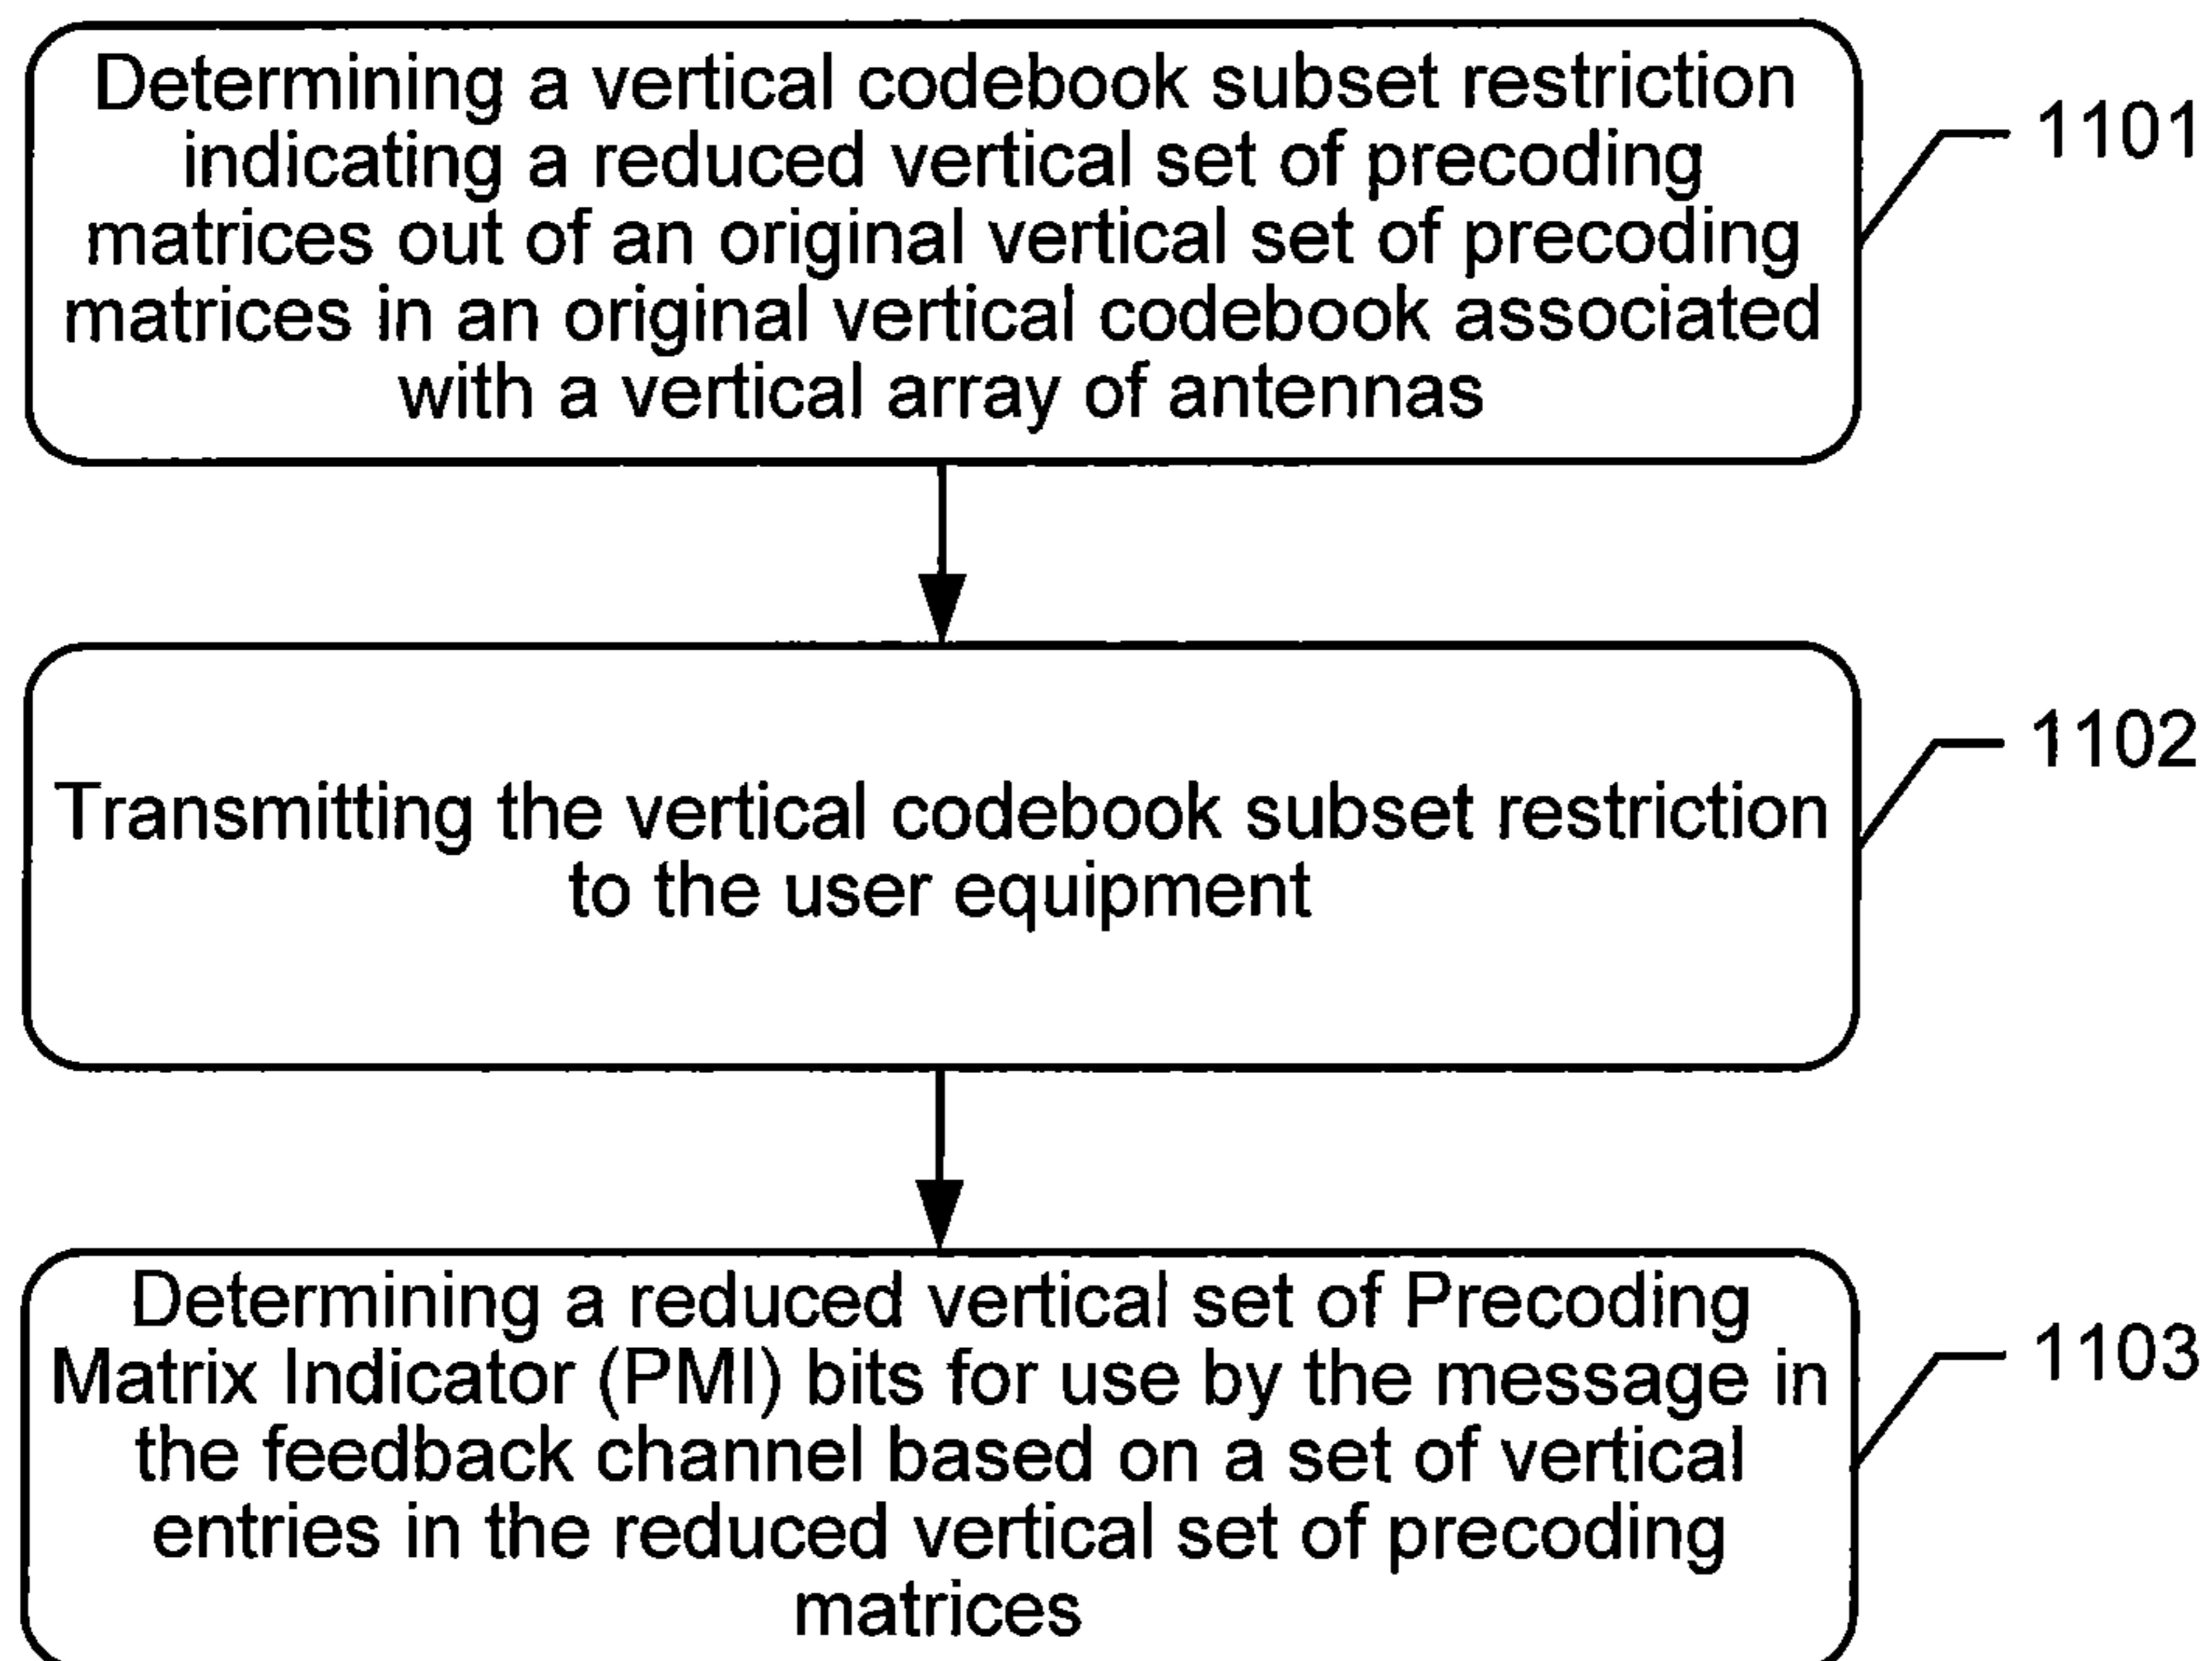 Determining a vertical codebook subset restriction
indicating a reduced vertical set of precoding
matrices out of an original vertical set of precoding
matrices in an original vertical codebook associated
with a vertical array of antennas
1101
Transmitting the vertical codebook subset restriction
to the user equipment
1102
Determining a reduced vertical set of Precoding
Matrix Indicator (PMI) bits for use by the message in
the feedback channel based on a set of vertical
entries in the reduced vertical set of precoding
matrices
1103